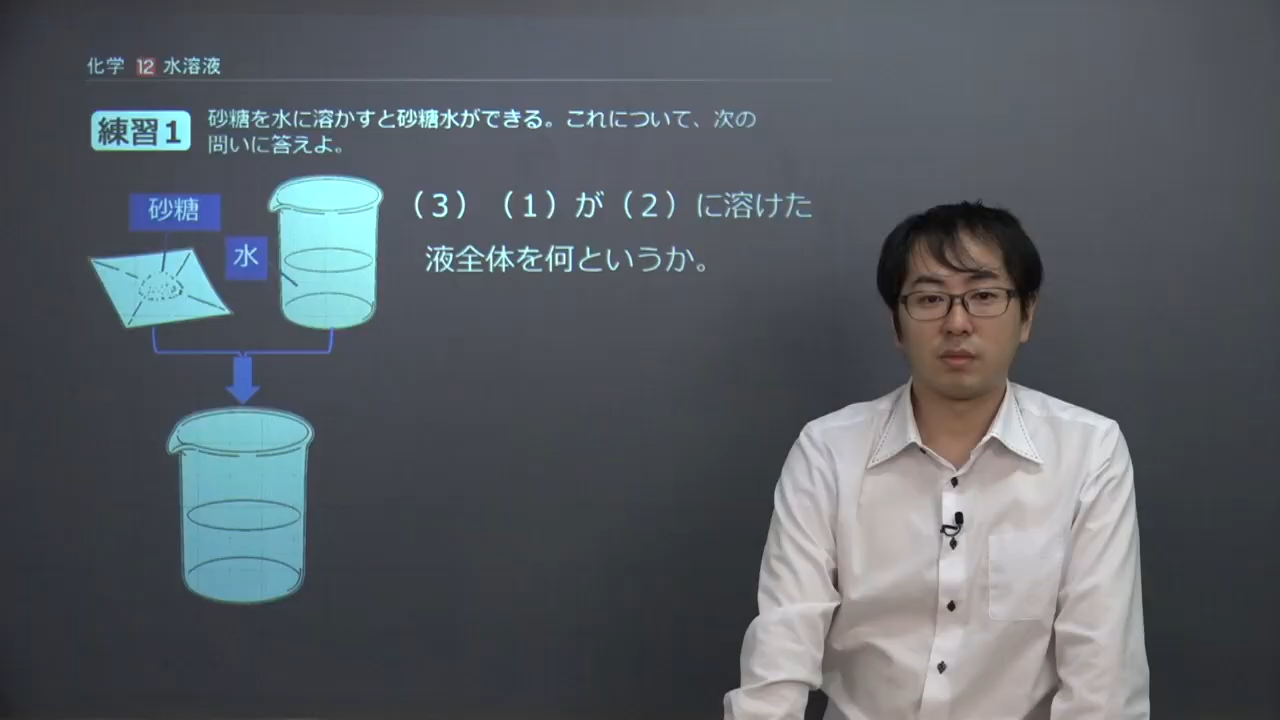 化学 12 水溶液
練習1
砂糖を水に溶かすと砂糖水ができる。これについて、次の
問いに答えよ。
砂糖
水
（3）（1）が（2）に溶けた
液全体を何というか。